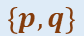 {p, q}